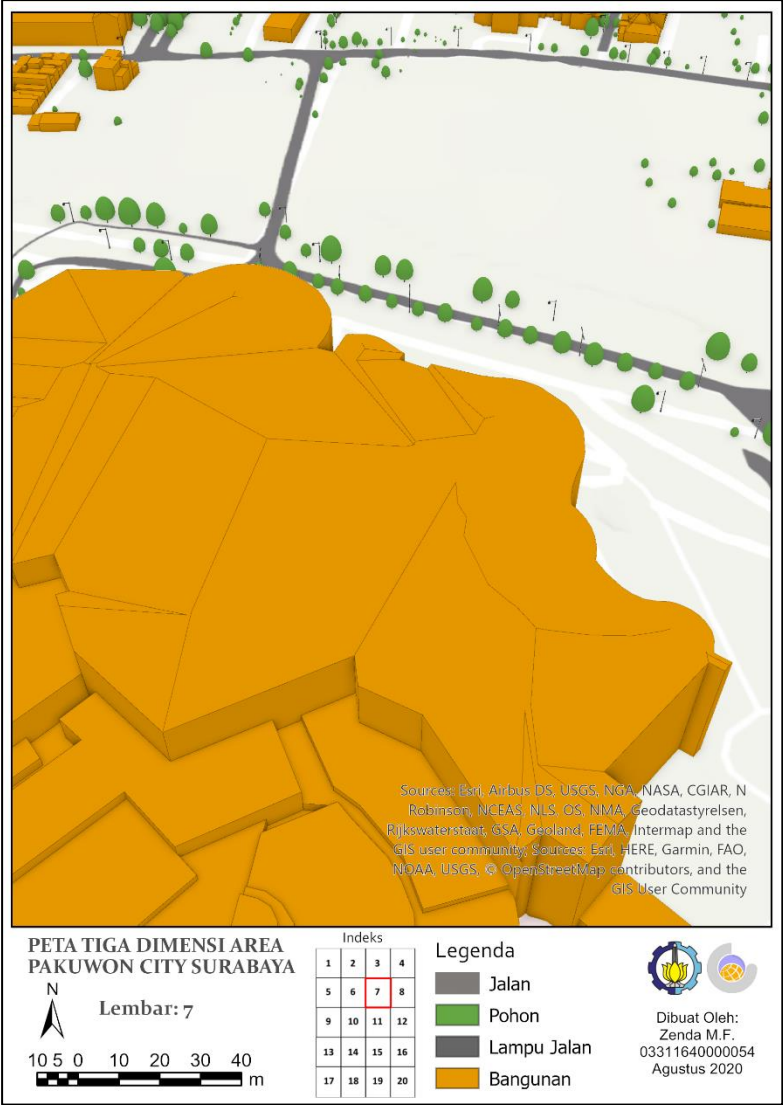 Sources: Esri, Airbus DS, USGS, NGA, NASA, CGIAR, N
Robinson, NCEAS, NLS, OS, NMA, Geodatastyrelsen,
Rijkswaterstaat, GSA, Geoland, FEMA, Intermap and the
GIS user community, Sources: Esri, HERE, Garmin, FAO,
NOAA, USGS, © OpenStreetMap contributors, and the
GIS User Community
PETA TIGA DIMENSI AREA
PAKUWON CITY SURABAYA
Lembar: 7
N
10 5 0 10 20 30 40
m
Indeks
1 2 3 4
5 6 7 8
9 10 11 12
13 14 15 16
17 18 19 20
Legenda
Jalan
Pohon
Lampu Jalan
Bangunan
Dibuat Oleh:
Zenda M.F.
03311640000054
Agustus 2020